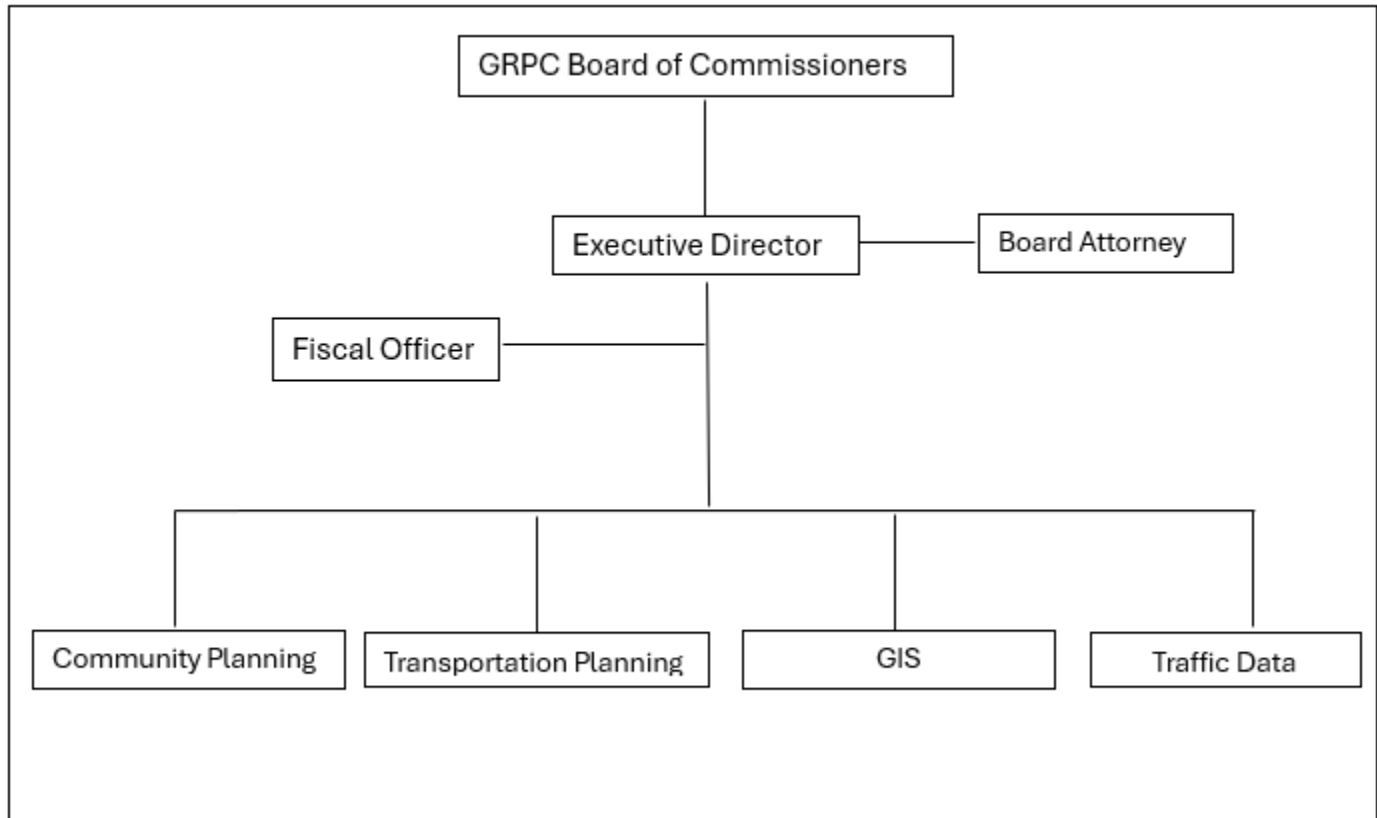 GRPC Board of Commissioners
Executive Director
Board Attorney
Fiscal Officer
Community Planning
Transportation Planning
GIS
Traffic Data